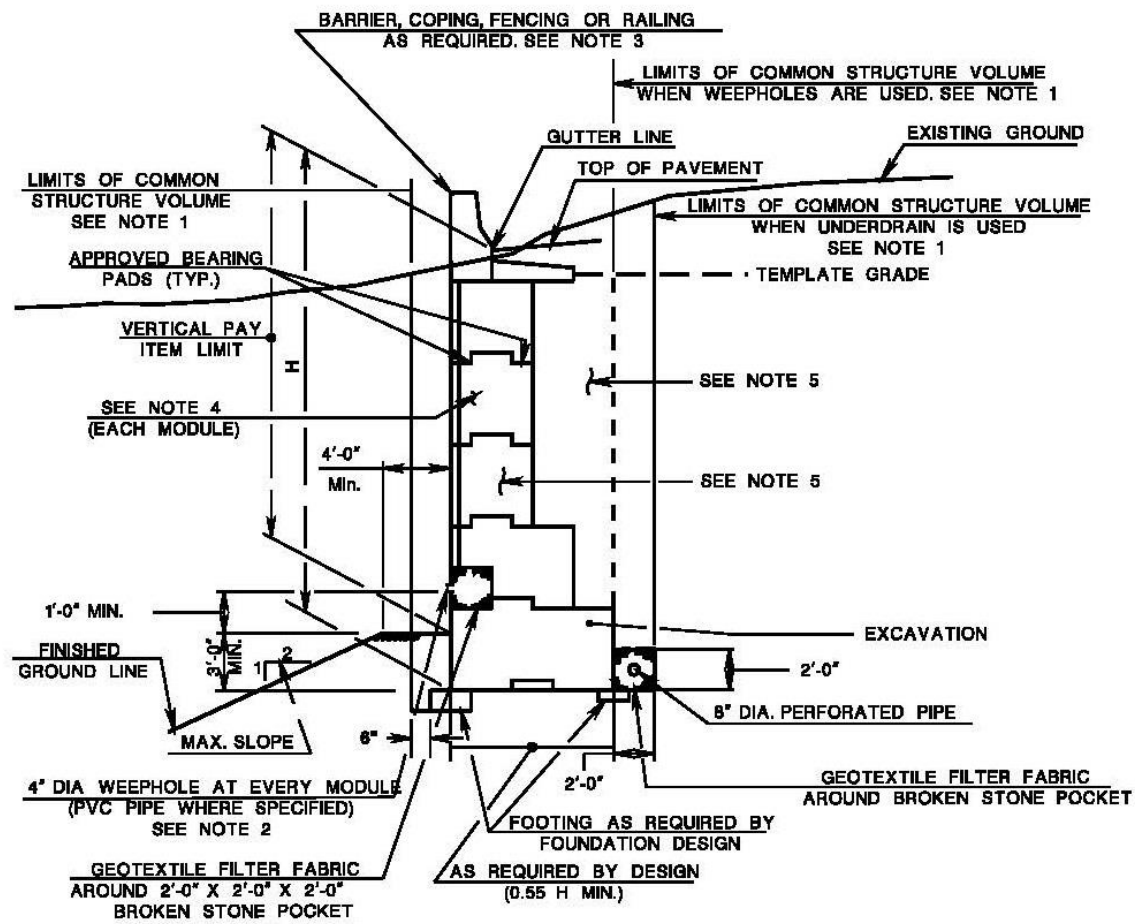 BARRIER, COPING, FENCING OR RAILING
AS REQUIRED. SEE NOTE 3
LIMITS OF COMMON STRUCTURE VOLUME
WHEN WEEPHOLES ARE USED. SEE NOTE 1
GUTTER LINE
EXISTING GROUND
TOP OF PAVEMENT
LIMITS OF COMMON
STRUCTURE VOLUME
SEE NOTE 1
LIMITS OF COMMON STRUCTURE VOLUME
WHEN UNDERDRAIN IS USED
SEE NOTE 1
APPROVED BEARING
PADS (TYP.)
TEMPLATE GRADE
VERTICAL PAY
ITEM LIMIT
H
SEE NOTE 5
SEE NOTE 4
(EACH MODULE)
4'-0"
Min.
SEE NOTE 5
1'-0" MIN.
3'-0"
MIN.
EXCAVATION
FINISHED
GROUND LINE
1
2
2'-0"
8" DIA. PERFORATED PIPE
MAX. SLOPE
6"
2'-0"
4" DIA WEEPHOLE AT EVERY MODULE
(PVC PIPE WHERE SPECIFIED)
SEE NOTE 2
GEOTEXTILE FILTER FABRIC
AROUND BROKEN STONE POCKET
FOOTING AS REQUIRED BY
FOUNDATION DESIGN
GEOTEXTILE FILTER FABRIC
AROUND 2'-0" X 2'-0" X 2'-0"
BROKEN STONE POCKET
AS REQUIRED BY DESIGN
(0.55 H MIN.)